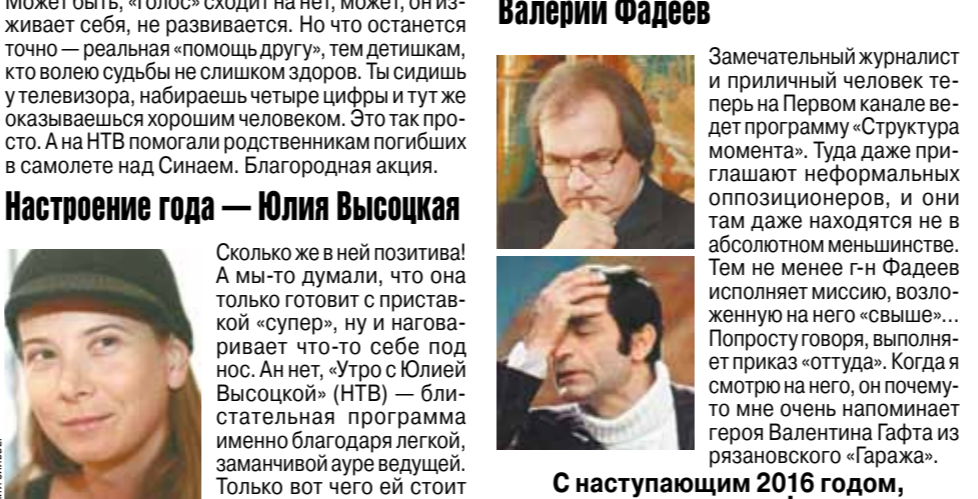 Может быть, «Голос» сходит на нет, может, он из-
живает себя, не развивается. Но что останется
точно — реальная «помощь другу», тем детишкам,
кто волею судьбы не слишком здоров. Ты сидишь
у телевизора, набираешь четыре цифры и тут же
оказываешься хорошим человеком. Это так про-
сто. А на НТВ помогали родственникам погибших
в самолете над Синаем. Благородная акция.
Настроение года — Юлия Высоцкая
Сколько же в ней позитива!
А мы-то думали, что она
только готовит с пристав-
кой «супер», ну и нагова-
ривает что-то себе под
нос. Ан нет, «Утро с Юлией
Высоцкой» (НТВ) — бли-
стательная программа
именно благодаря легкой,
заманчивой ауре ведущей.
Только вот чего ей стоит
Валерий Фадеев
Замечательный журналист
и приличный человек те-
перь на Первом канале ве-
дет программу «Структура
момента». Туда даже при-
глашают неформальных
оппозиционеров, и они
там даже находятся не в
абсолютном меньшинстве.
Тем не менее г-н Фадеев
исполняет миссию, возло-
женную на него «свыше»...
Попросту говоря, выполня-
ет приказ «оттуда». Когда я
смотрю на него, он почему-
то мне очень напоминает
героя Валентина Гафта из
рязановского «Гаража».
С наступающим 2016 годом,